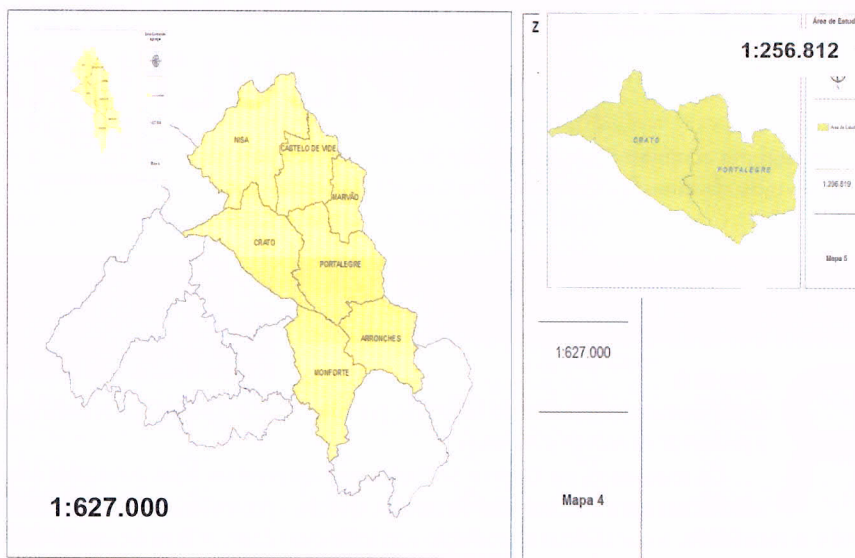 NISA
CASTELO DE VIDE
MARVÃO
CRATO
PORTALEGRE
ARRONCHES
MONFORTE
1:627.000
Z
1:627.000
Mapa 4
Área de Estud
1:256.812
CRATO
PORTALEGRE
Mapa 5